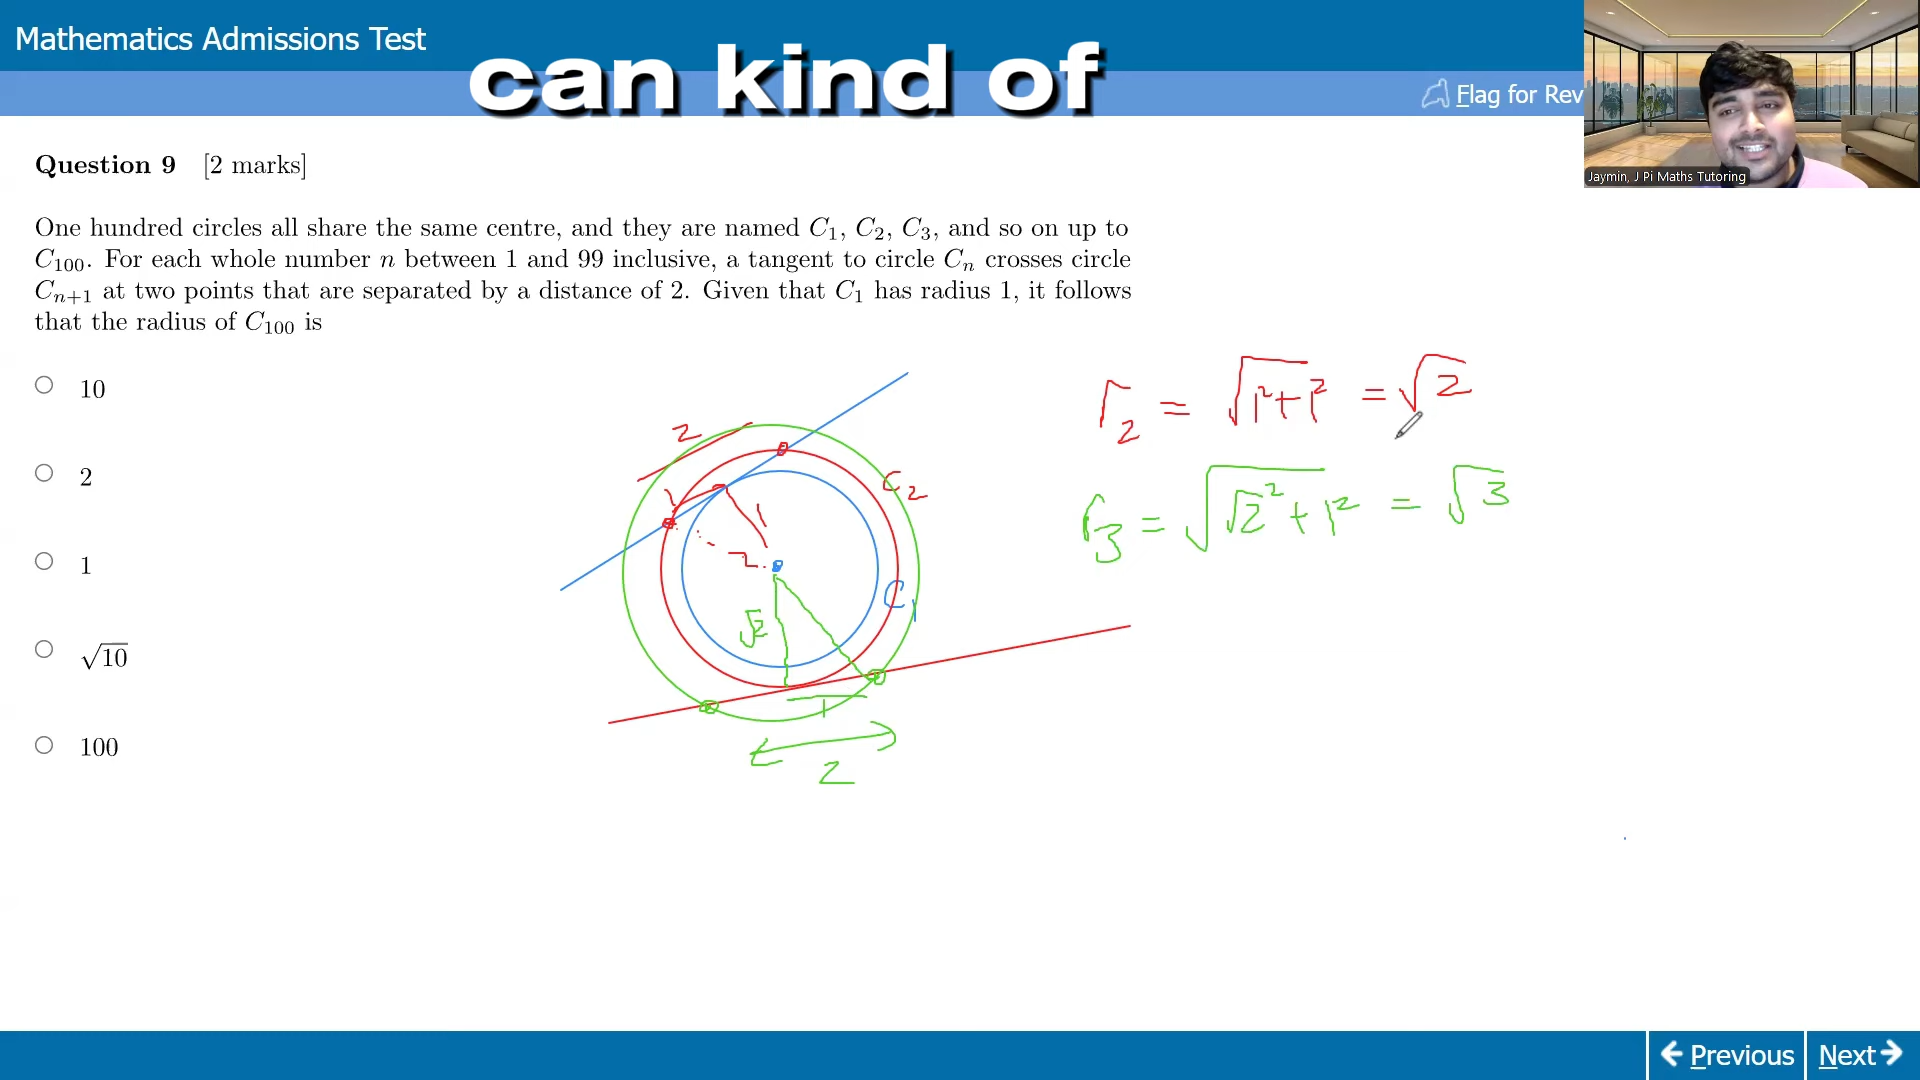 Mathematics Admissions Test
can kind of
Flag for Rev
Jaymin, J Pi Maths Tutoring
Question 9 [2 marks]
One hundred circles all share the same centre, and they are named C₁, C₂, C₃, and so on up to
C₁₀₀. For each whole number n between 1 and 99 inclusive, a tangent to circle Cₙ crosses circle
Cₙ₊₁ at two points that are separated by a distance of 2. Given that C₁ has radius 1, it follows
that the radius of C₁₀₀ is
10
2
1
√10
100
2
C₂
1
1
C₁
√2
1
2
r₂ = √1²+1² = √2
r₃ = √√2²+1² = √3
Previous
Next